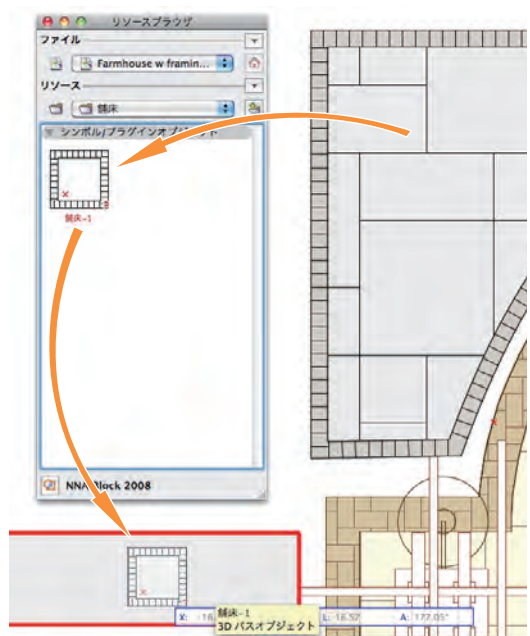 リソースブラウザ
ファイル
Farmhouse w framin...
リソース
舗床
シンボル/プラグインオブジェクト
舗床-1
NNA Block 2008
舗床-1
3D パスオブジェクト
X: -16.
L: 16.52
A: 177.05°